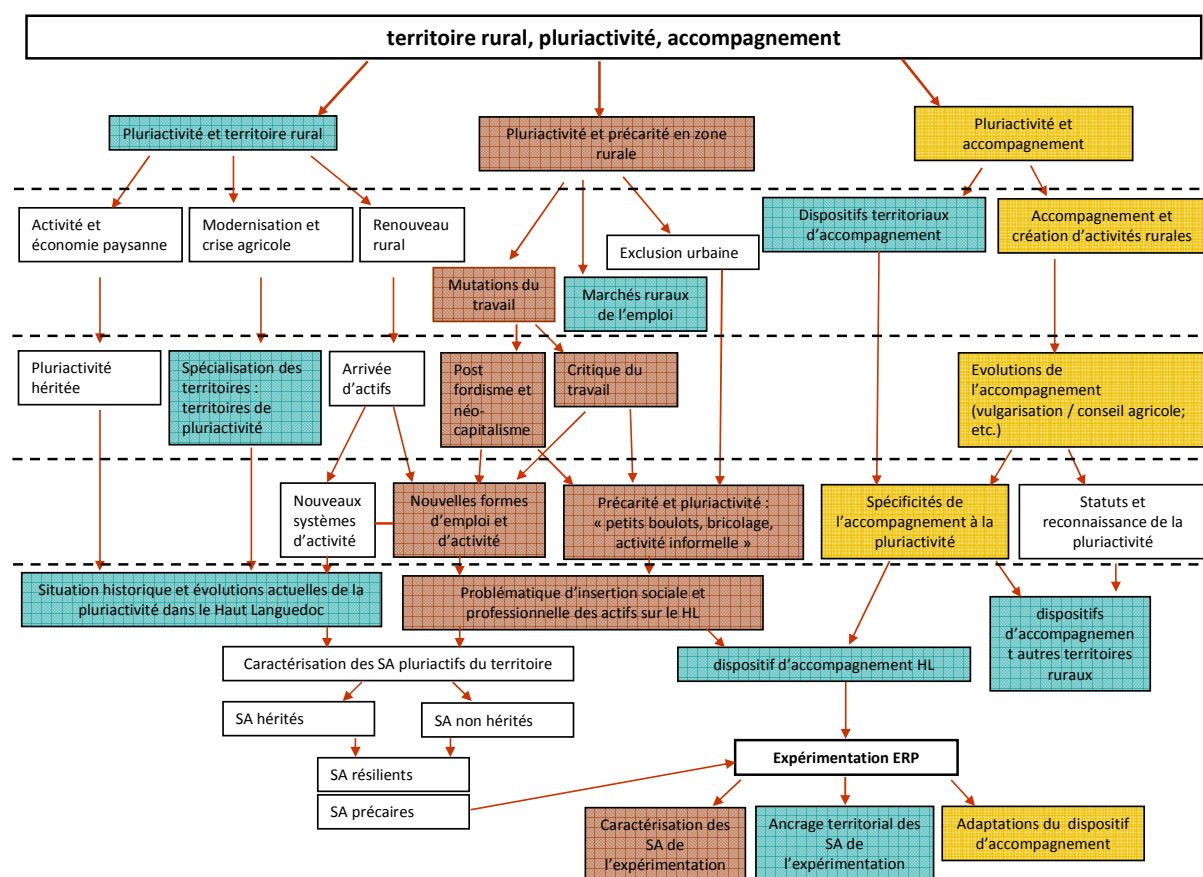 territoire rural, pluriactivité, accompagnement
Pluriactivité et territoire rural
Pluriactivité et précarité en zone
rurale
Pluriactivité et
accompagnement
Activité et
économie paysanne
Modernisation et
crise agricole
Renouveau
rural
Exclusion urbaine
Dispositifs territoriaux
d’accompagnement
Accompagnement et
création d’activités rurales
Mutations du
travail
Marchés ruraux
de l’emploi
Pluriactivité
héritée
Spécialisation des
territoires :
territoires de
pluriactivité
Arrivée
d’actifs
Post
fordisme et
néo-
capitalisme
Critique du
travail
Evolutions de
l’accompagnement
(vulgarisation / conseil agricole;
etc.)
Nouveaux
systèmes
d’activité
Nouvelles formes
d’emploi et
d’activité
Précarité et pluriactivité :
« petits boulots, bricolage,
activité informelle »
Spécificités de
l’accompagnement à la
pluriactivité
Statuts et
reconnaissance de la
pluriactivité
Situation historique et évolutions actuelles de la
pluriactivité dans le Haut Languedoc
Problématique d’insertion sociale et
professionnelle des actifs sur le HL
dispositifs
d’accompagnemen
t autres territoires
ruraux
Caractérisation des SA pluriactifs du territoire
dispositif d’accompagnement HL
SA hérités
SA non hérités
SA résilients
SA précaires
Expérimentation ERP
Caractérisation des
SA de
l’expérimentation
Ancrage territorial des
SA de
l’expérimentation
Adaptations du dispositif
d’accompagnement